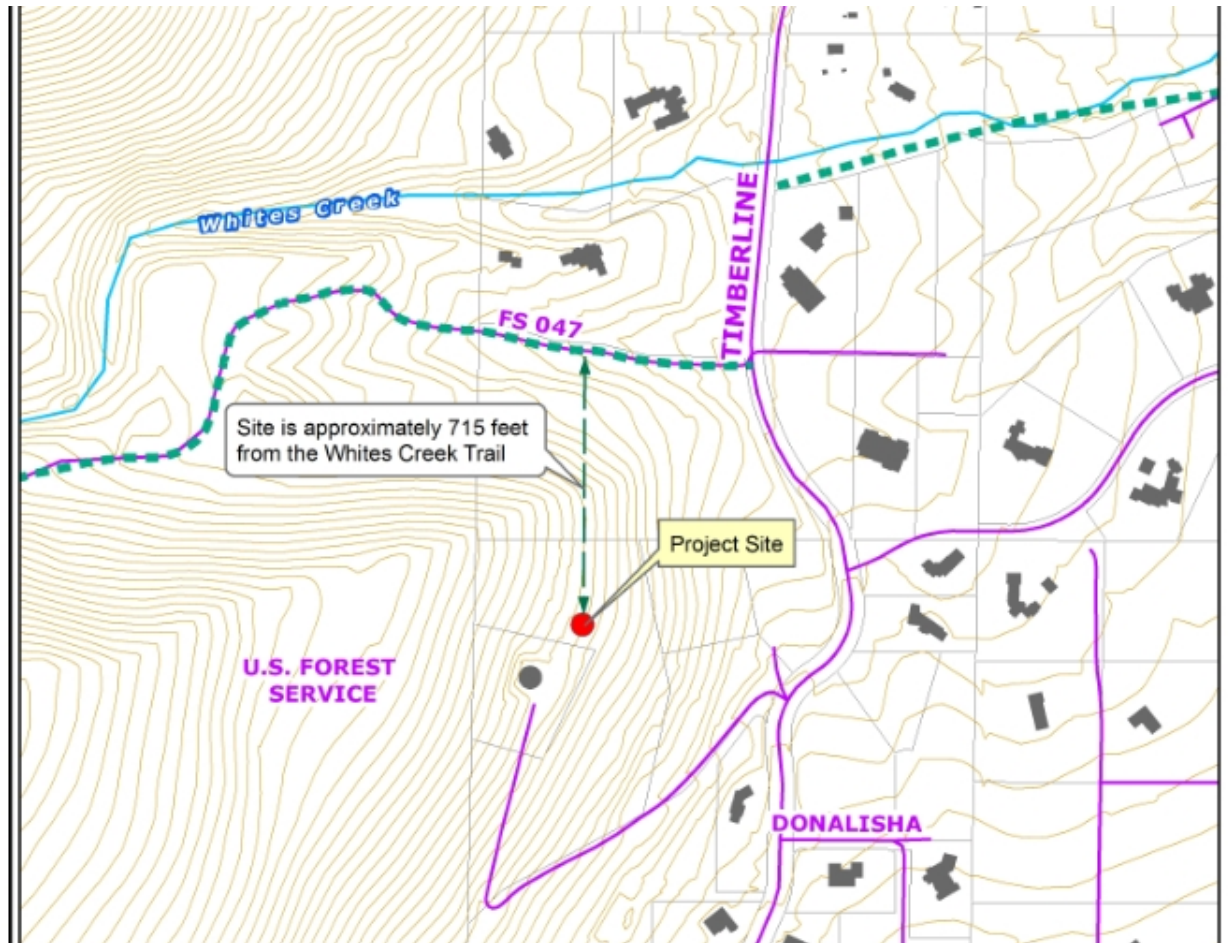 Whites Creek
TIMBERLINE
FS 047
Site is approximately 715 feet
from the Whites Creek Trail
Project Site
U.S. FOREST
SERVICE
DONALISHA